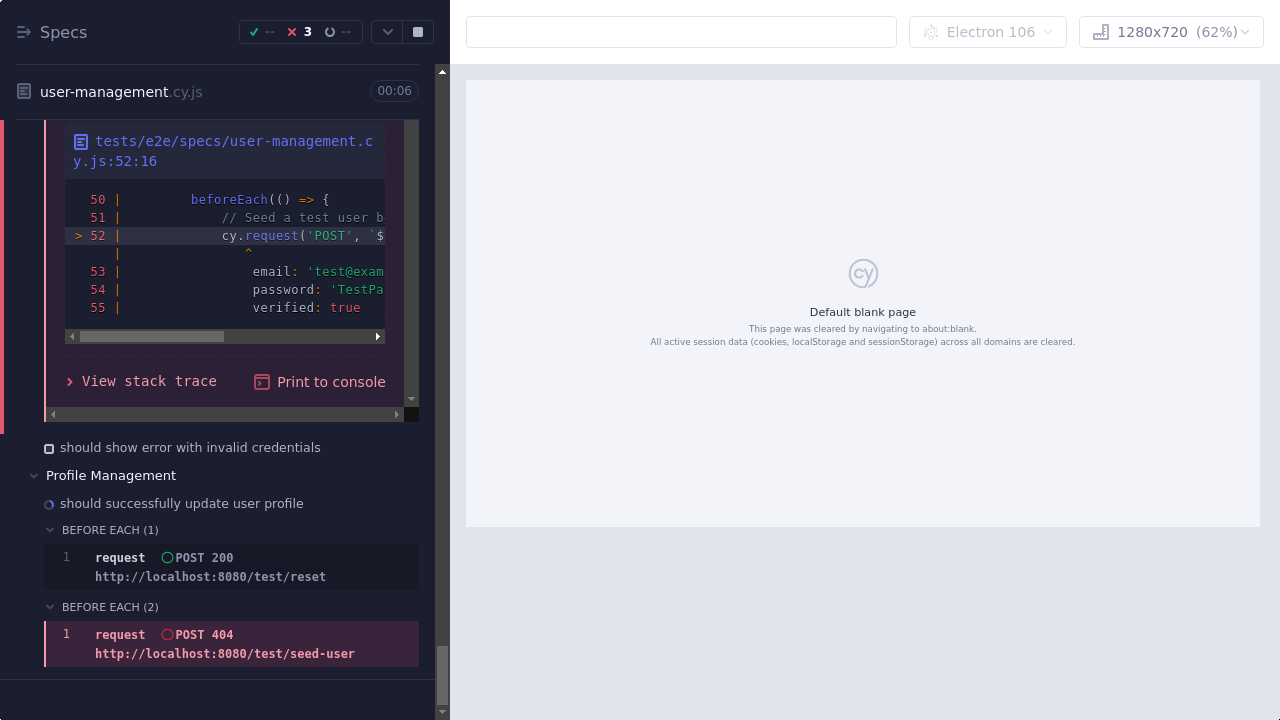 Specs
--
3
--
Electron 106
1280x720 (62%)
user-management.cy.js
00:06
tests/e2e/specs/user-management.c
y.js:52:16
50 | beforeEach(() => {
51 | // Seed a test user b
> 52 | cy.request('POST', `$
| ^
53 | email: 'test@exam
54 | password: 'TestPa
55 | verified: true
View stack trace
Print to console
should show error with invalid credentials
Profile Management
should successfully update user profile
BEFORE EACH (1)
1 request POST 200
http://localhost:8080/test/reset
BEFORE EACH (2)
1 request POST 404
http://localhost:8080/test/seed-user
cy
Default blank page
This page was cleared by navigating to about:blank.
All active session data (cookies, localStorage and sessionStorage) across all domains are cleared.